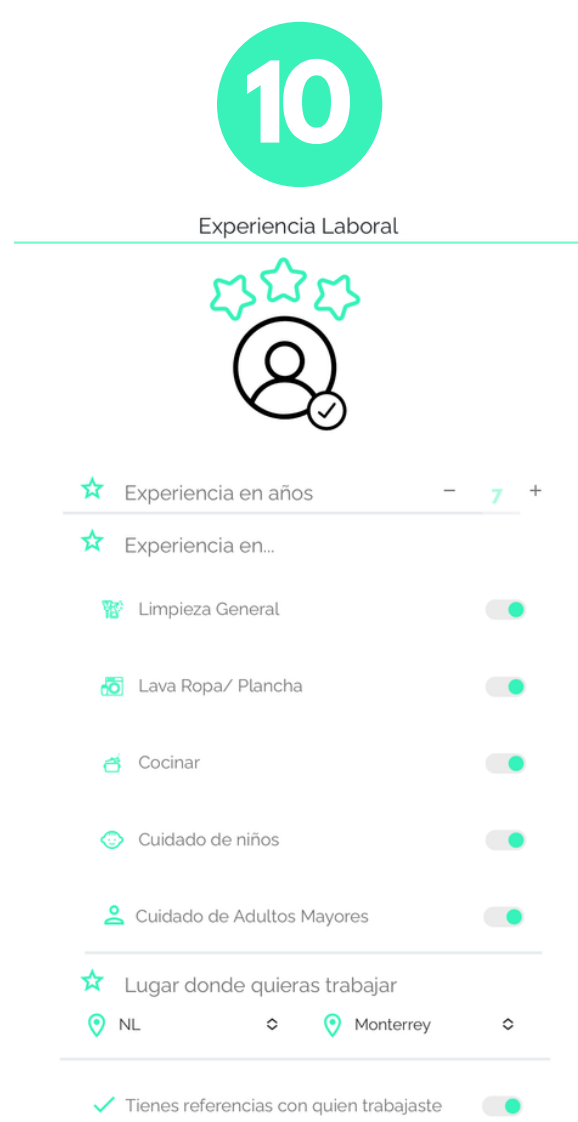 10
Experiencia Laboral
Experiencia en años − 7 +
Experiencia en...
Limpieza General
Lava Ropa/ Plancha
Cocinar
Cuidado de niños
Cuidado de Adultos Mayores
Lugar donde quieras trabajar
NL Monterrey
Tienes referencias con quien trabajaste